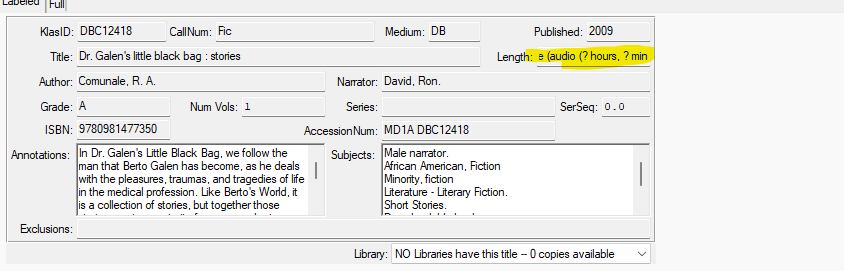 Labeled Full
KlasID: DBC12418 CallNum: Fic Medium: DB Published: 2009
Title: Dr. Galen's little black bag : stories Length: e (audio (? hours, ? min
Author: Comunale, R. A. Narrator: David, Ron.
Grade: A Num Vols: 1 Series: SerSeq: 0.0
ISBN: 9780981477350 AccessionNum: MD1A DBC12418
Annotations: In Dr. Galen's Little Black Bag, we follow the Subjects: Male narrator.
man that Berto Galen has become, as he deals African American, Fiction
with the pleasures, traumas, and tragedies of life Minority, fiction
in the medical profession. Like Berto's World, it Literature - Literary Fiction.
is a collection of stories, but together those Short Stories.
Exclusions:
Library: NO Libraries have this title -- 0 copies available